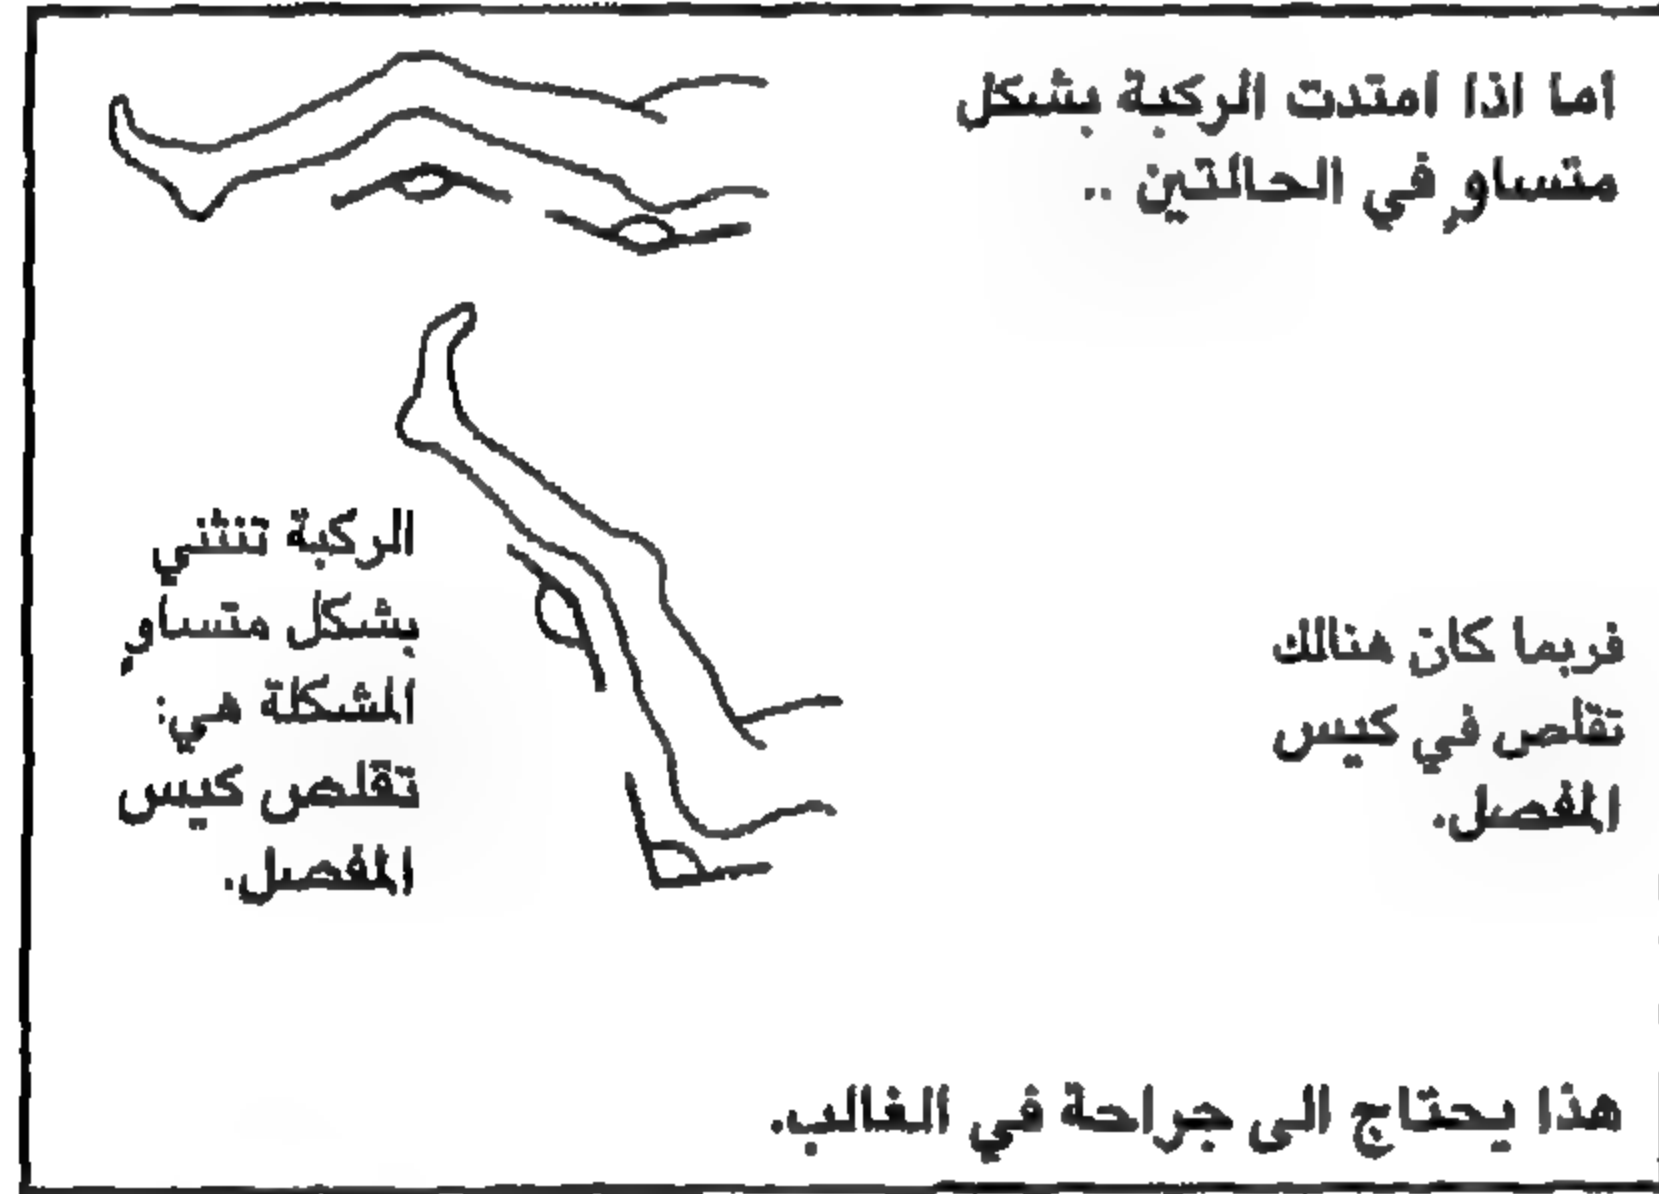 اما اذا امتدت الركبة بشكل
متساوٍ في الحالتين ..
الركبة تنثني
بشكل متساوٍ
المشكلة هي:
تقلص كيس
المفصل.
فربما كان هنالك
تقلص في كيس
المفصل.
هذا يحتاج الى جراحة في الغالب.